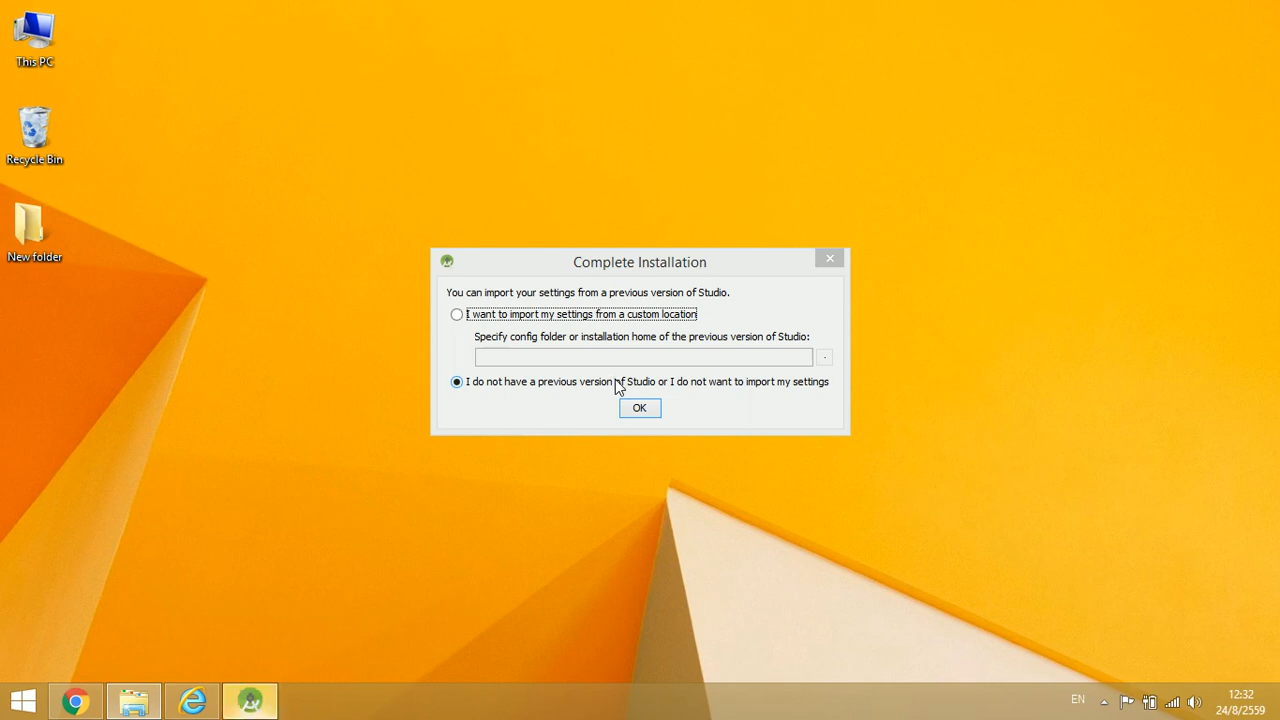 This PC
Recycle Bin
New folder
Complete Installation
You can import your settings from a previous version of Studio.
I want to import my settings from a custom location
Specify config folder or installation home of the previous version of Studio:
I do not have a previous version of Studio or I do not want to import my settings
OK
EN
12:32
24/8/2559